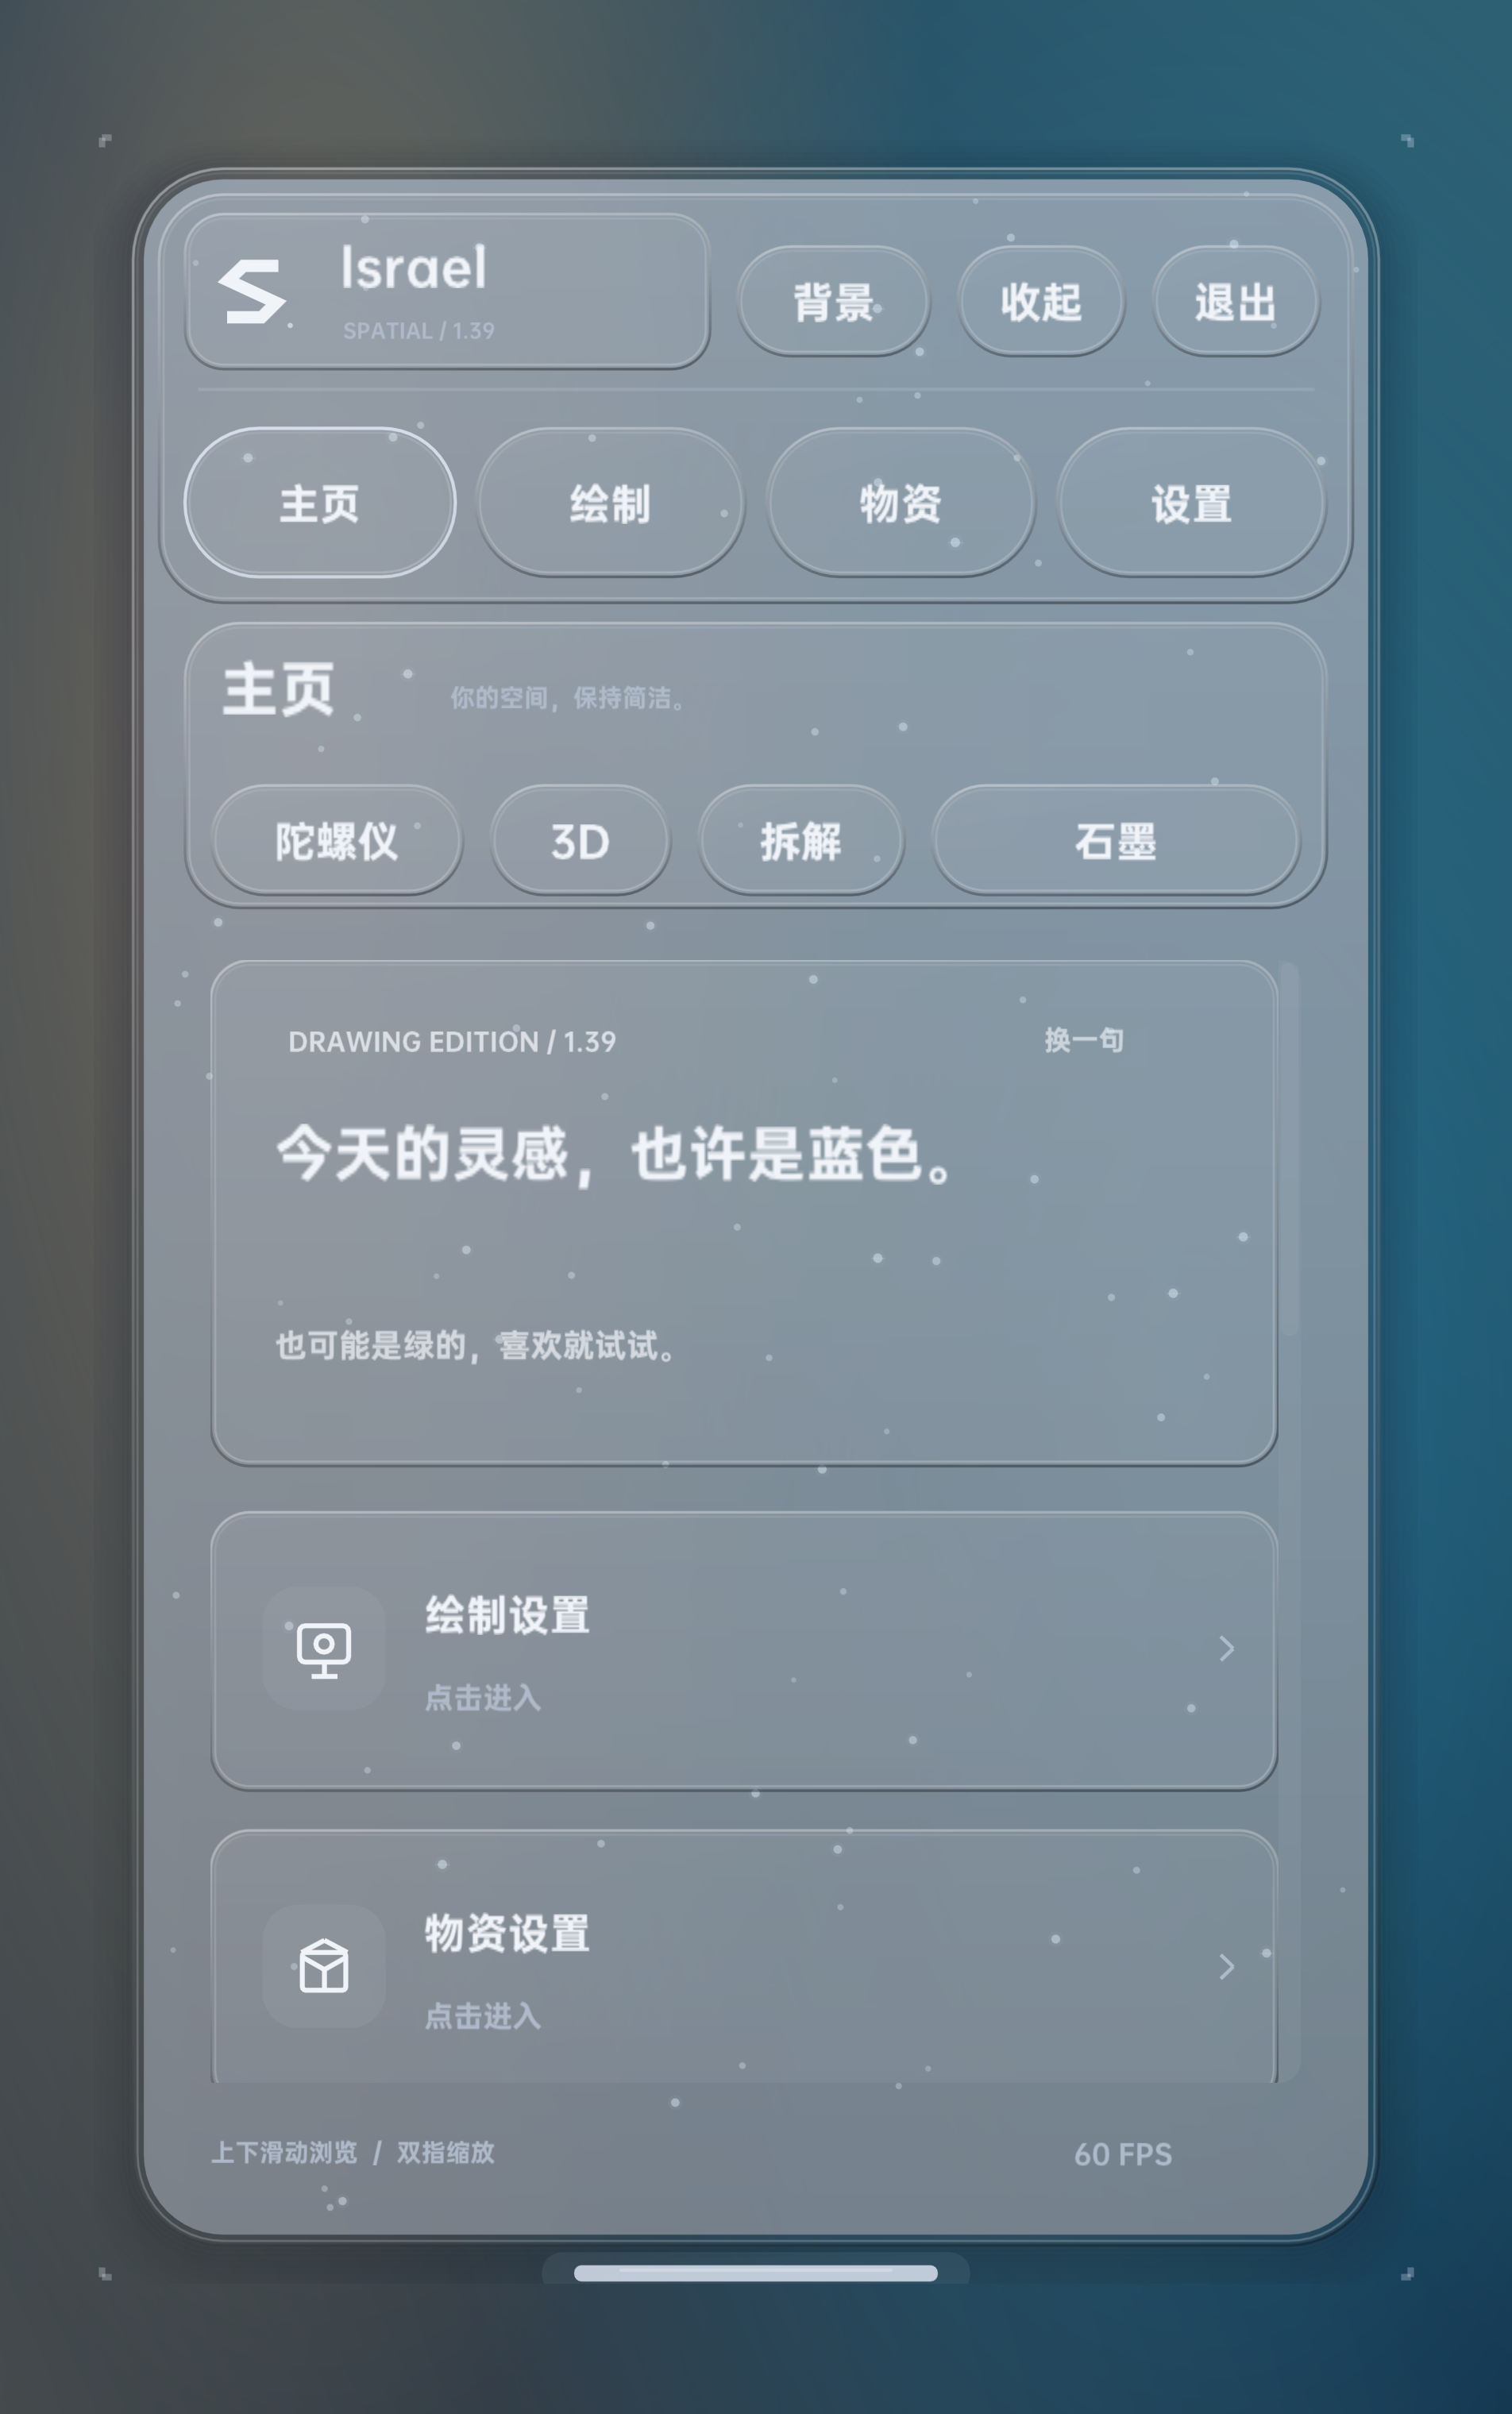 Israel
SPATIAL / 1.39
背景
收起
退出
主页
绘制
物资
设置
主页
你的空间，保持简洁。
陀螺仪
3D
拆解
石墨
DRAWING EDITION / 1.39
换一句
今天的灵感，也许是蓝色。
也可能是绿的，喜欢就试试。
绘制设置
点击进入
物资设置
点击进入
上下滑动浏览 / 双指缩放
60 FPS